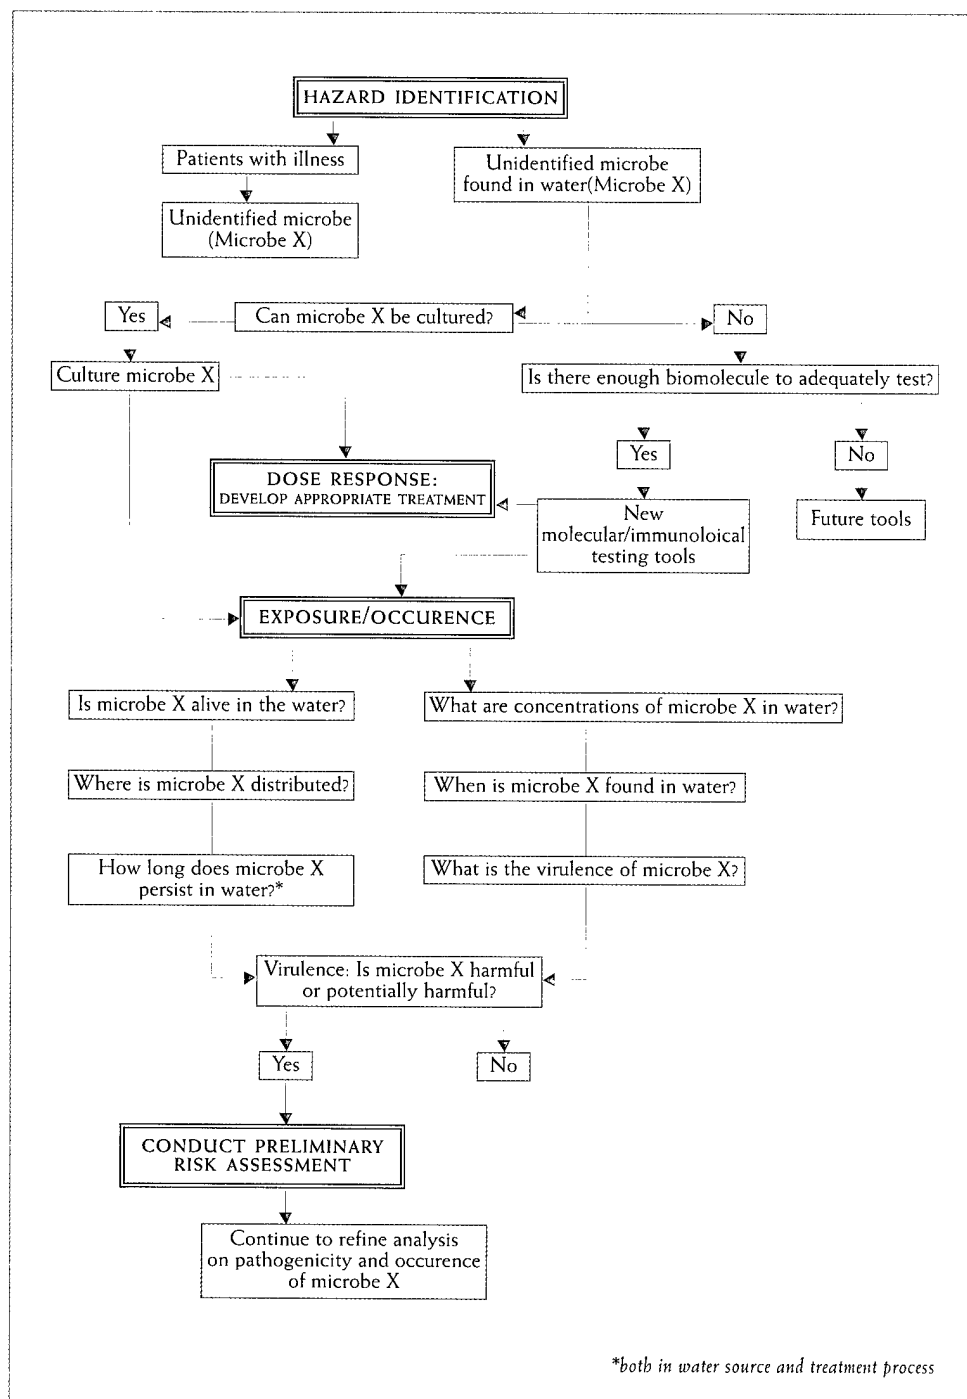 HAZARD IDENTIFICATION
Patients with illness
Unidentified microbe
found in water(Microbe X)
Unidentified microbe
(Microbe X)
Yes
Can microbe X be cultured?
No
Culture microbe X
Is there enough biomolecule to adequately test?
Yes
No
DOSE RESPONSE:
DEVELOP APPROPRIATE TREATMENT
New
molecular/immunoloical
testing tools
Future tools
EXPOSURE/OCCURENCE
Is microbe X alive in the water?
What are concentrations of microbe X in water?
Where is microbe X distributed?
When is microbe X found in water?
How long does microbe X
persist in water?*
What is the virulence of microbe X?
Virulence: Is microbe X harmful
or potentially harmful?
Yes
No
CONDUCT PRELIMINARY
RISK ASSESSMENT
Continue to refine analysis
on pathogenicity and occurence
of microbe X
*both in water source and treatment process